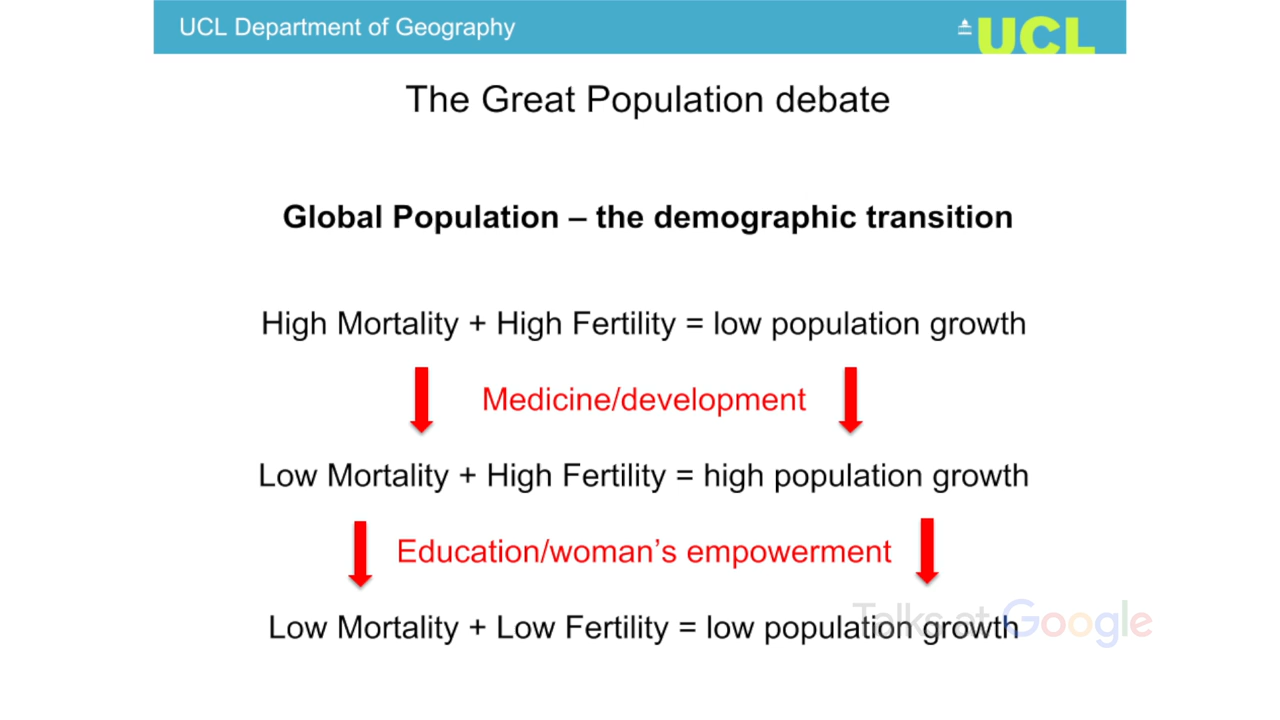 UCL Department of Geography
UCL
The Great Population debate
Global Population – the demographic transition
High Mortality + High Fertility = low population growth
Medicine/development
Low Mortality + High Fertility = high population growth
Education/woman’s empowerment
Low Mortality + Low Fertility = low population growth
Talks at Google